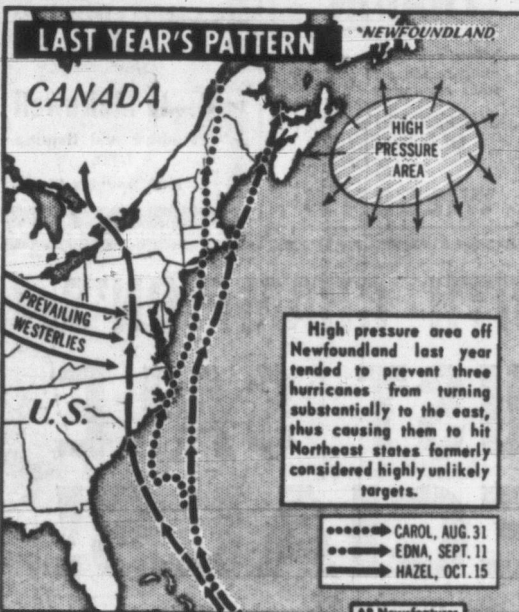 LAST YEAR'S PATTERN
NEWFOUNDLAND
CANADA
HIGH
PRESSURE
AREA
PREVAILING
WESTERLIES
U.S.
High pressure area off
Newfoundland last year
tended to prevent three
hurricanes from turning
substantially to the east,
thus causing them to hit
Northeast states formerly
considered highly unlikely
targets.
CAROL, AUG. 31
EDNA, SEPT. 11
HAZEL, OCT. 15